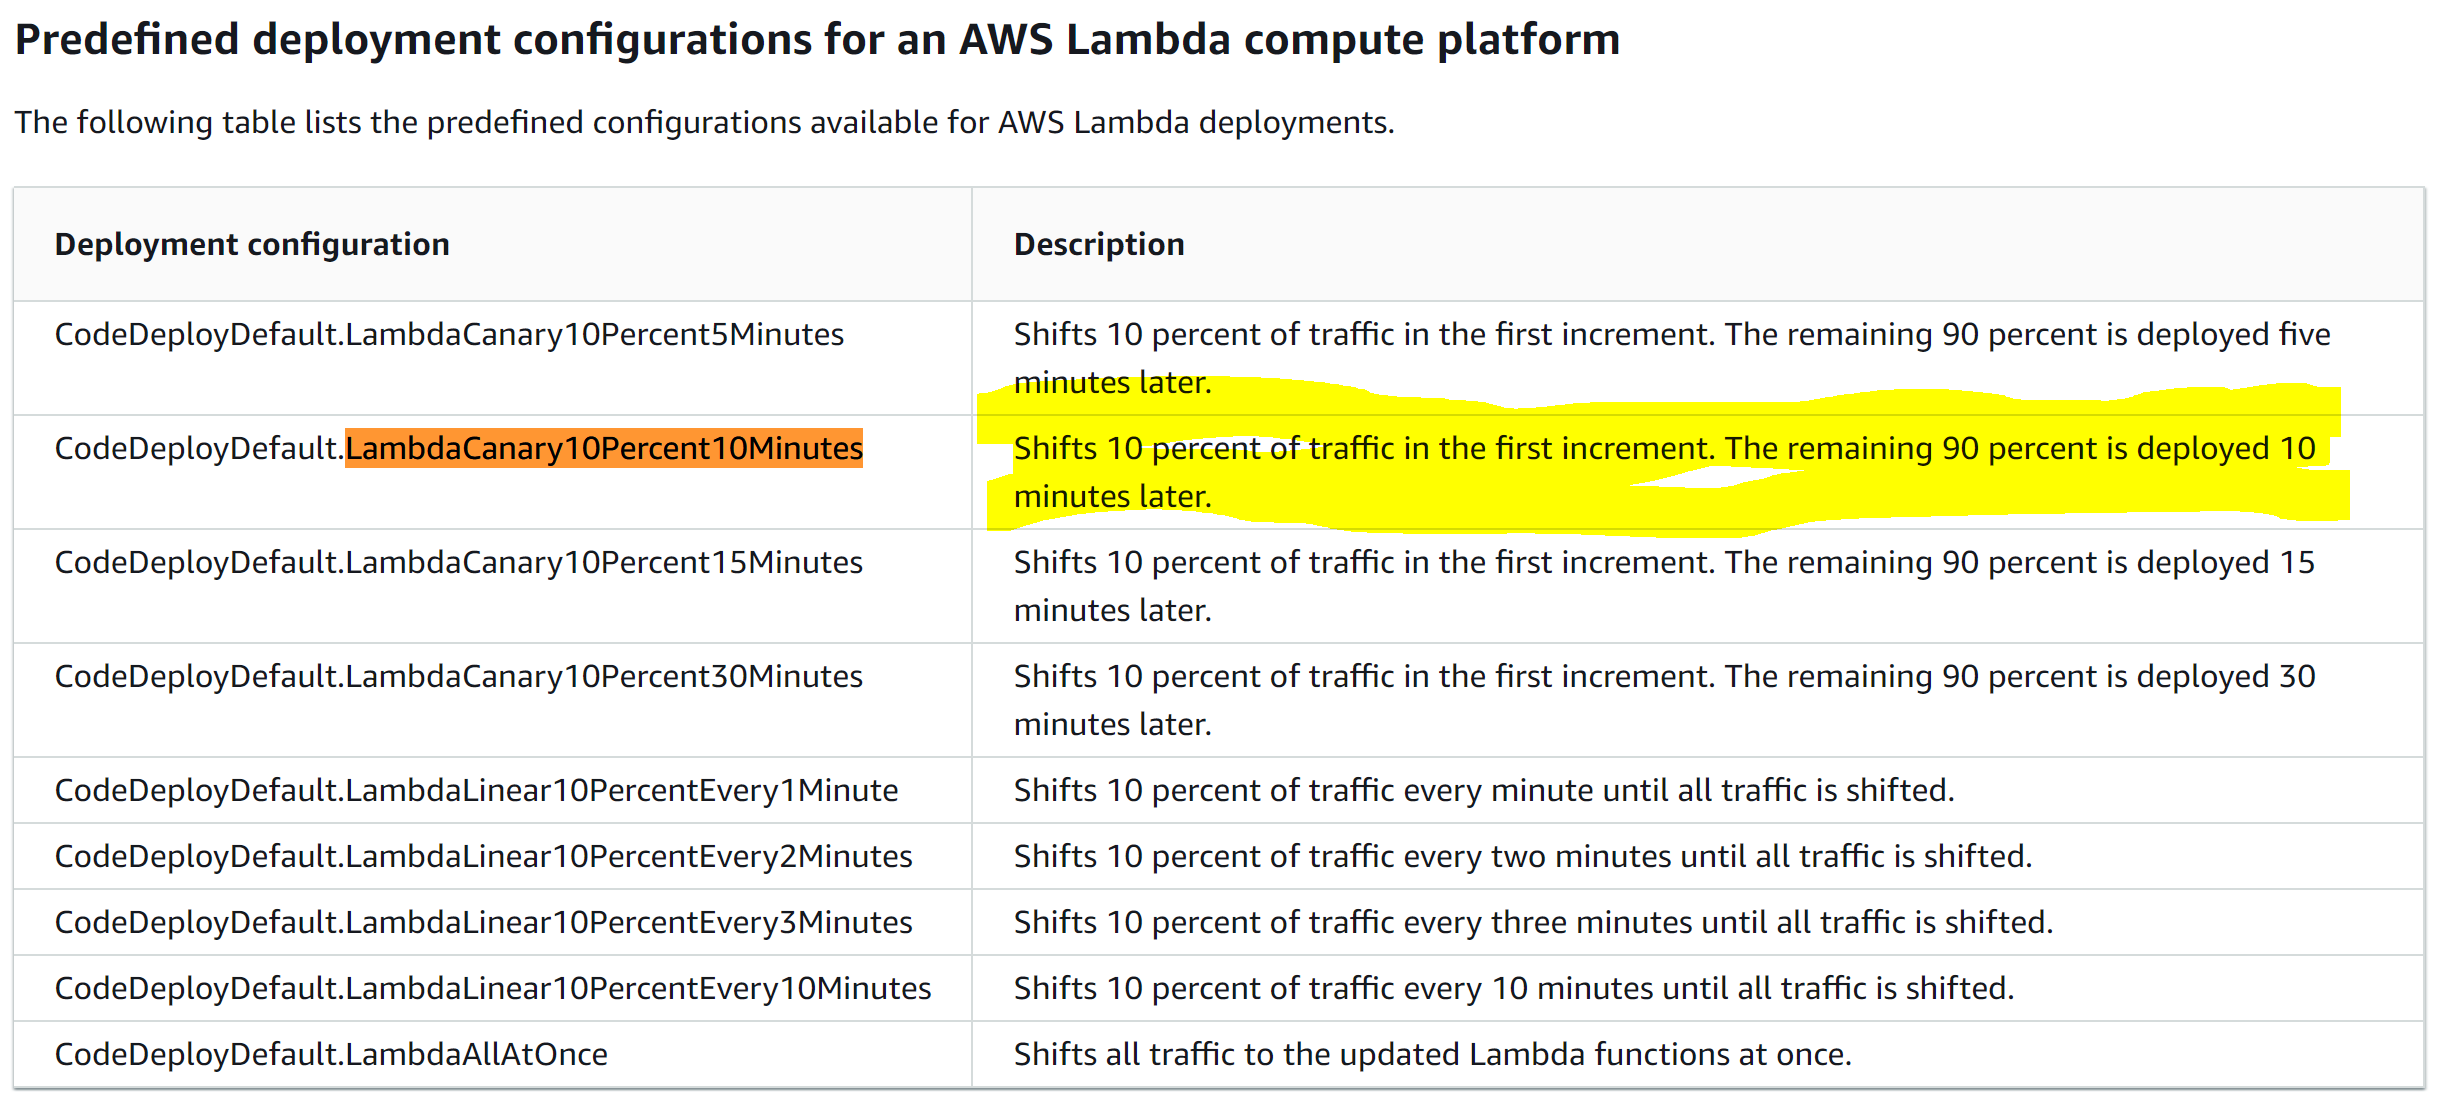 Predefined deployment configurations for an AWS Lambda compute platform
The following table lists the predefined configurations available for AWS Lambda deployments.
Deployment configuration
Description
CodeDeployDefault.LambdaCanary10Percent5Minutes
Shifts 10 percent of traffic in the first increment. The remaining 90 percent is deployed five
minutes later.
CodeDeployDefault.LambdaCanary10Percent10Minutes
Shifts 10 percent of traffic in the first increment. The remaining 90 percent is deployed 10
minutes later.
CodeDeployDefault.LambdaCanary10Percent15Minutes
Shifts 10 percent of traffic in the first increment. The remaining 90 percent is deployed 15
minutes later.
CodeDeployDefault.LambdaCanary10Percent30Minutes
Shifts 10 percent of traffic in the first increment. The remaining 90 percent is deployed 30
minutes later.
CodeDeployDefault.LambdaLinear10PercentEvery1Minute
Shifts 10 percent of traffic every minute until all traffic is shifted.
CodeDeployDefault.LambdaLinear10PercentEvery2Minutes
Shifts 10 percent of traffic every two minutes until all traffic is shifted.
CodeDeployDefault.LambdaLinear10PercentEvery3Minutes
Shifts 10 percent of traffic every three minutes until all traffic is shifted.
CodeDeployDefault.LambdaLinear10PercentEvery10Minutes
Shifts 10 percent of traffic every 10 minutes until all traffic is shifted.
CodeDeployDefault.LambdaAllAtOnce
Shifts all traffic to the updated Lambda functions at once.